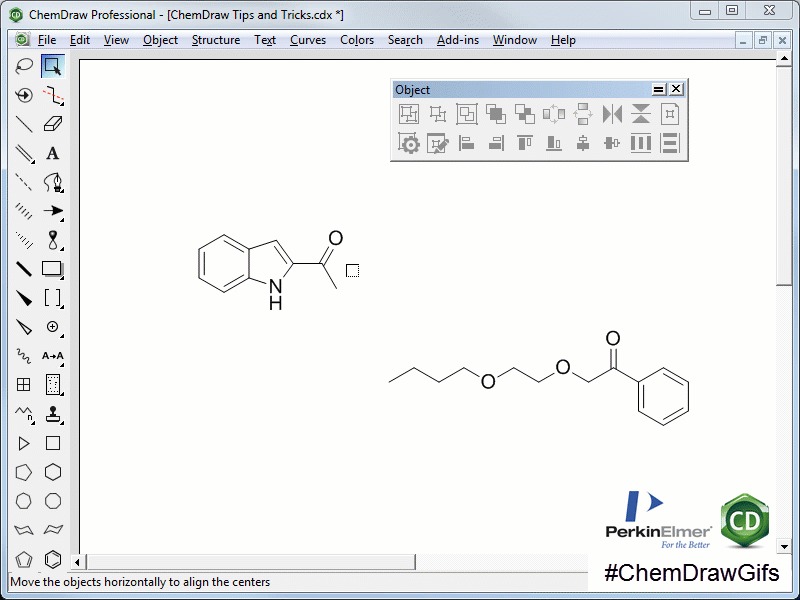 ChemDraw Professional - [ChemDraw Tips and Tricks.cdx *]
File Edit View Object Structure Text Curves Colors Search Add-ins Window Help
Object
A
A→A
n
O
N
H
O
O
O
PerkinElmer
For the Better
CD
#ChemDrawGifs
Move the objects horizontally to align the centers